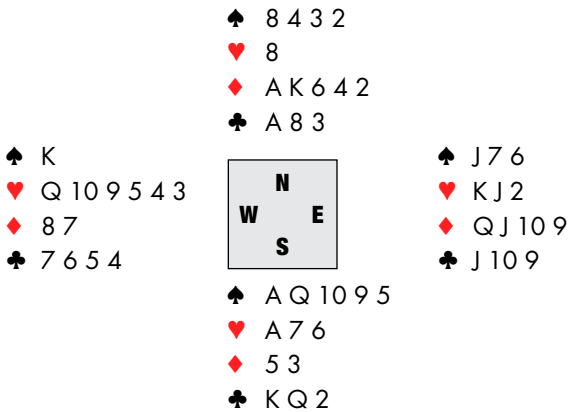 ♠ 8 4 3 2
♥ 8
♦ A K 6 4 2
♣ A 8 3
♠ K
♥ Q 10 9 5 4 3
♦ 8 7
♣ 7 6 5 4
N
W E
S
♠ J 7 6
♥ K J 2
♦ Q J 10 9
♣ J 10 9
♠ A Q 10 9 5
♥ A 7 6
♦ 5 3
♣ K Q 2